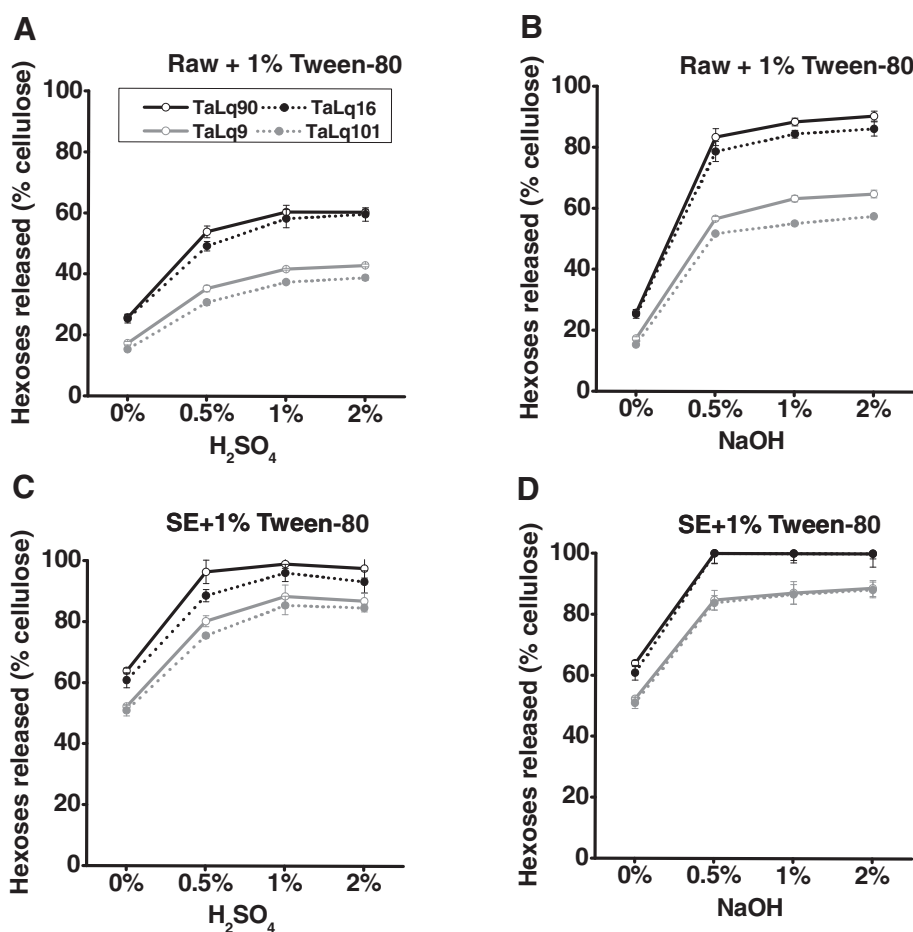 A
Raw + 1% Tween-80
TaLq90 TaLq16
TaLq9 TaLq101
Hexoses released (% cellulose)
100
80
60
40
20
0
0% 0.5% 1% 2%
H2SO4
B
Raw + 1% Tween-80
Hexoses released (% cellulose)
100
80
60
40
20
0
0% 0.5% 1% 2%
NaOH
C
SE+1% Tween-80
Hexoses released (% cellulose)
100
80
60
40
20
0
0% 0.5% 1% 2%
H2SO4
D
SE+1% Tween-80
Hexoses released (% cellulose)
100
80
60
40
20
0
0% 0.5% 1% 2%
NaOH